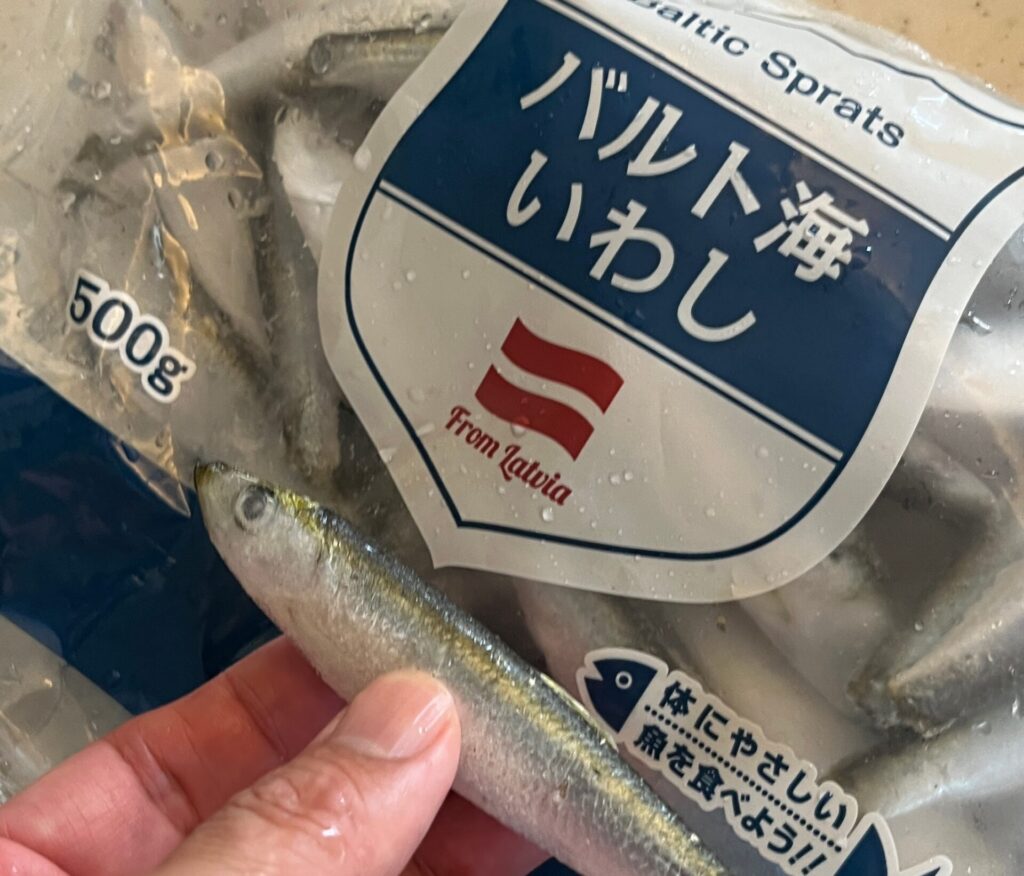 Baltic Sprats
バルト海
いわし
From Latvia
500g
体にやさしい
魚を食べよう!!